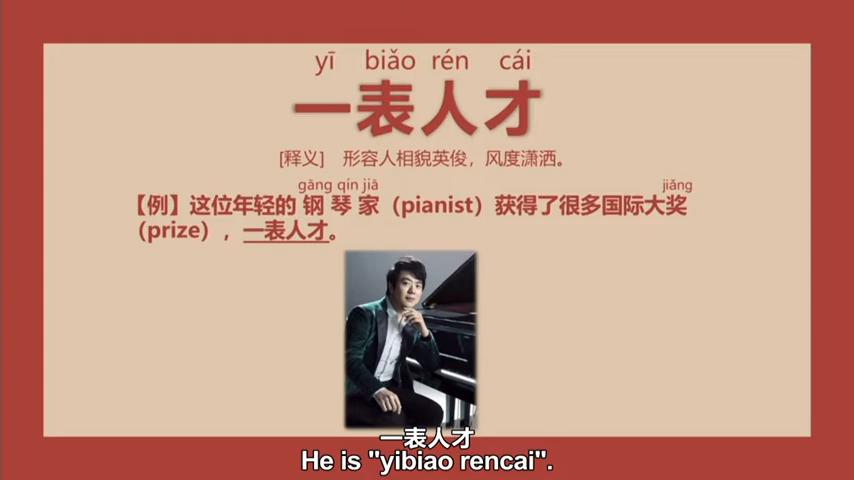 yī biǎo rén cái
一表人才
[释义] 形容人相貌英俊，风度潇洒。
gāng qín jiā jiǎng
【例】这位年轻的 钢 琴 家（pianist）获得了很多国际大奖
（prize），一表人才。
一表人才
He is "yibiao rencai".